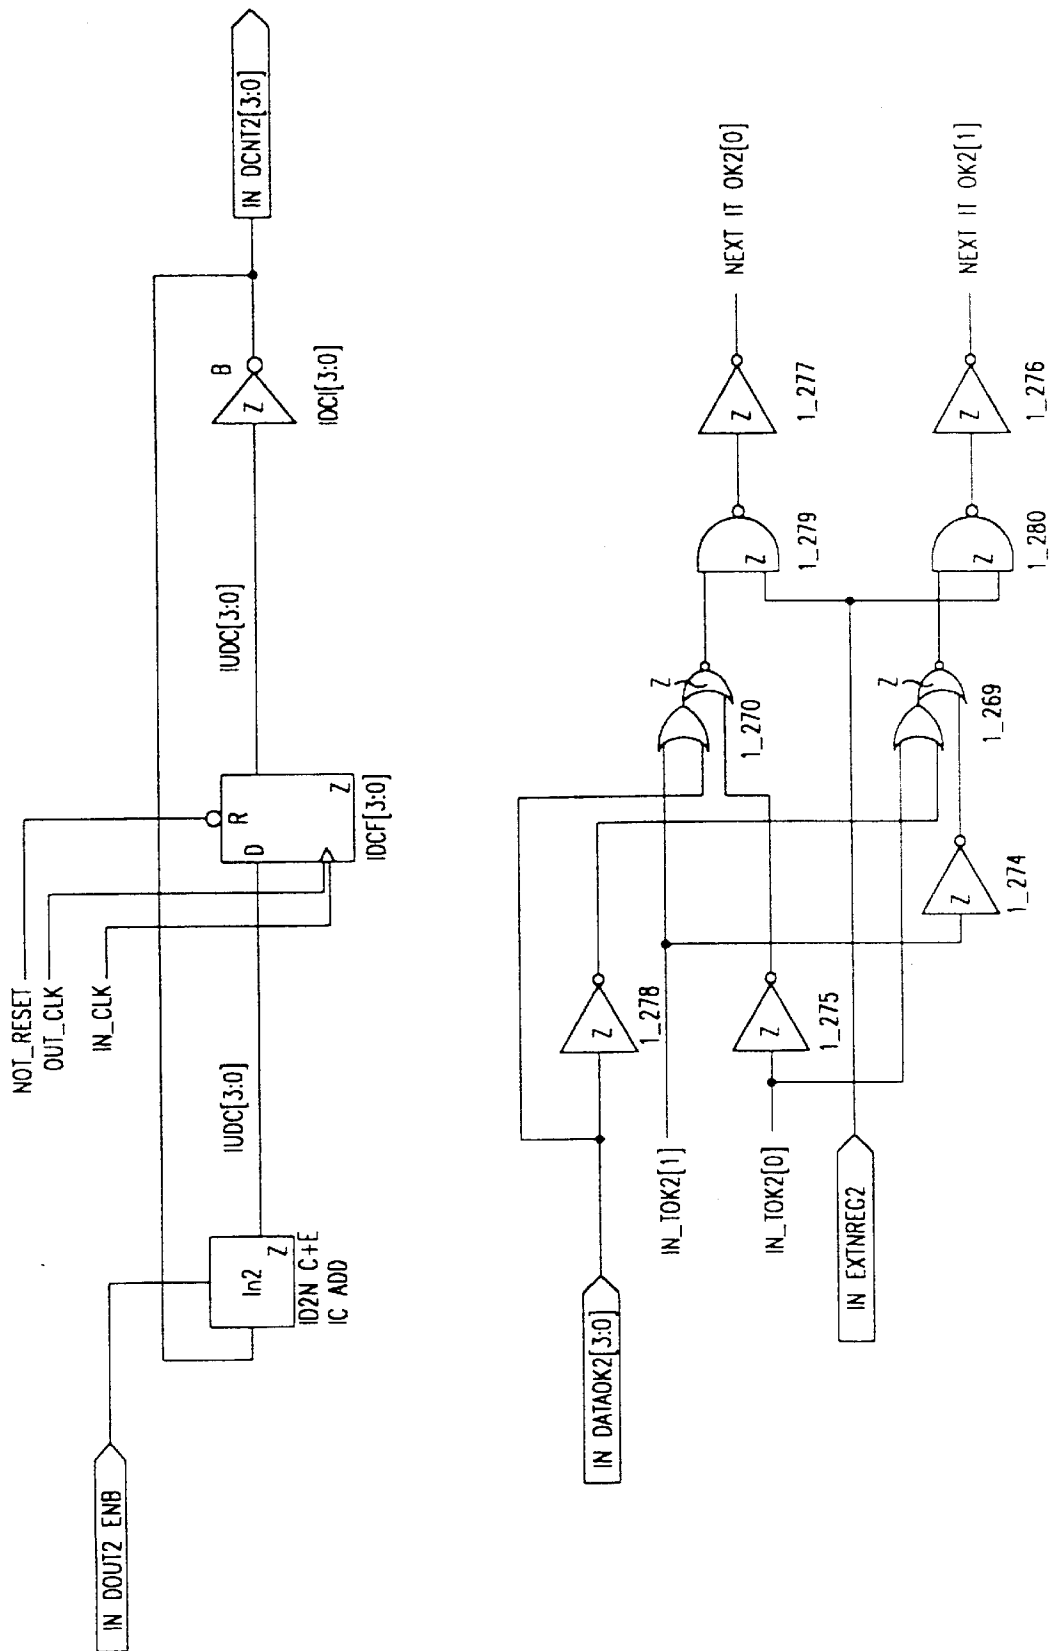 IN DOUT2 ENB
In2
Z
ID2N C+E
IC ADD
IUDC[3:0]
NOT_RESET
OUT_CLK
IN_CLK
D
R
Z
IDCF[3:0]
IUDC[3:0]
Z
B
IDCI[3:0]
IN DCNT2[3:0]
IN DATAOK2[3:0]
IN_TOK2[1]
IN_TOK2[0]
IN EXTNREG2
Z
1_278
Z
1_275
Z
1_274
Z
1_270
Z
1_269
Z
1_279
Z
1_280
Z
1_277
Z
1_276
NEXT IT OK2[0]
NEXT IT OK2[1]